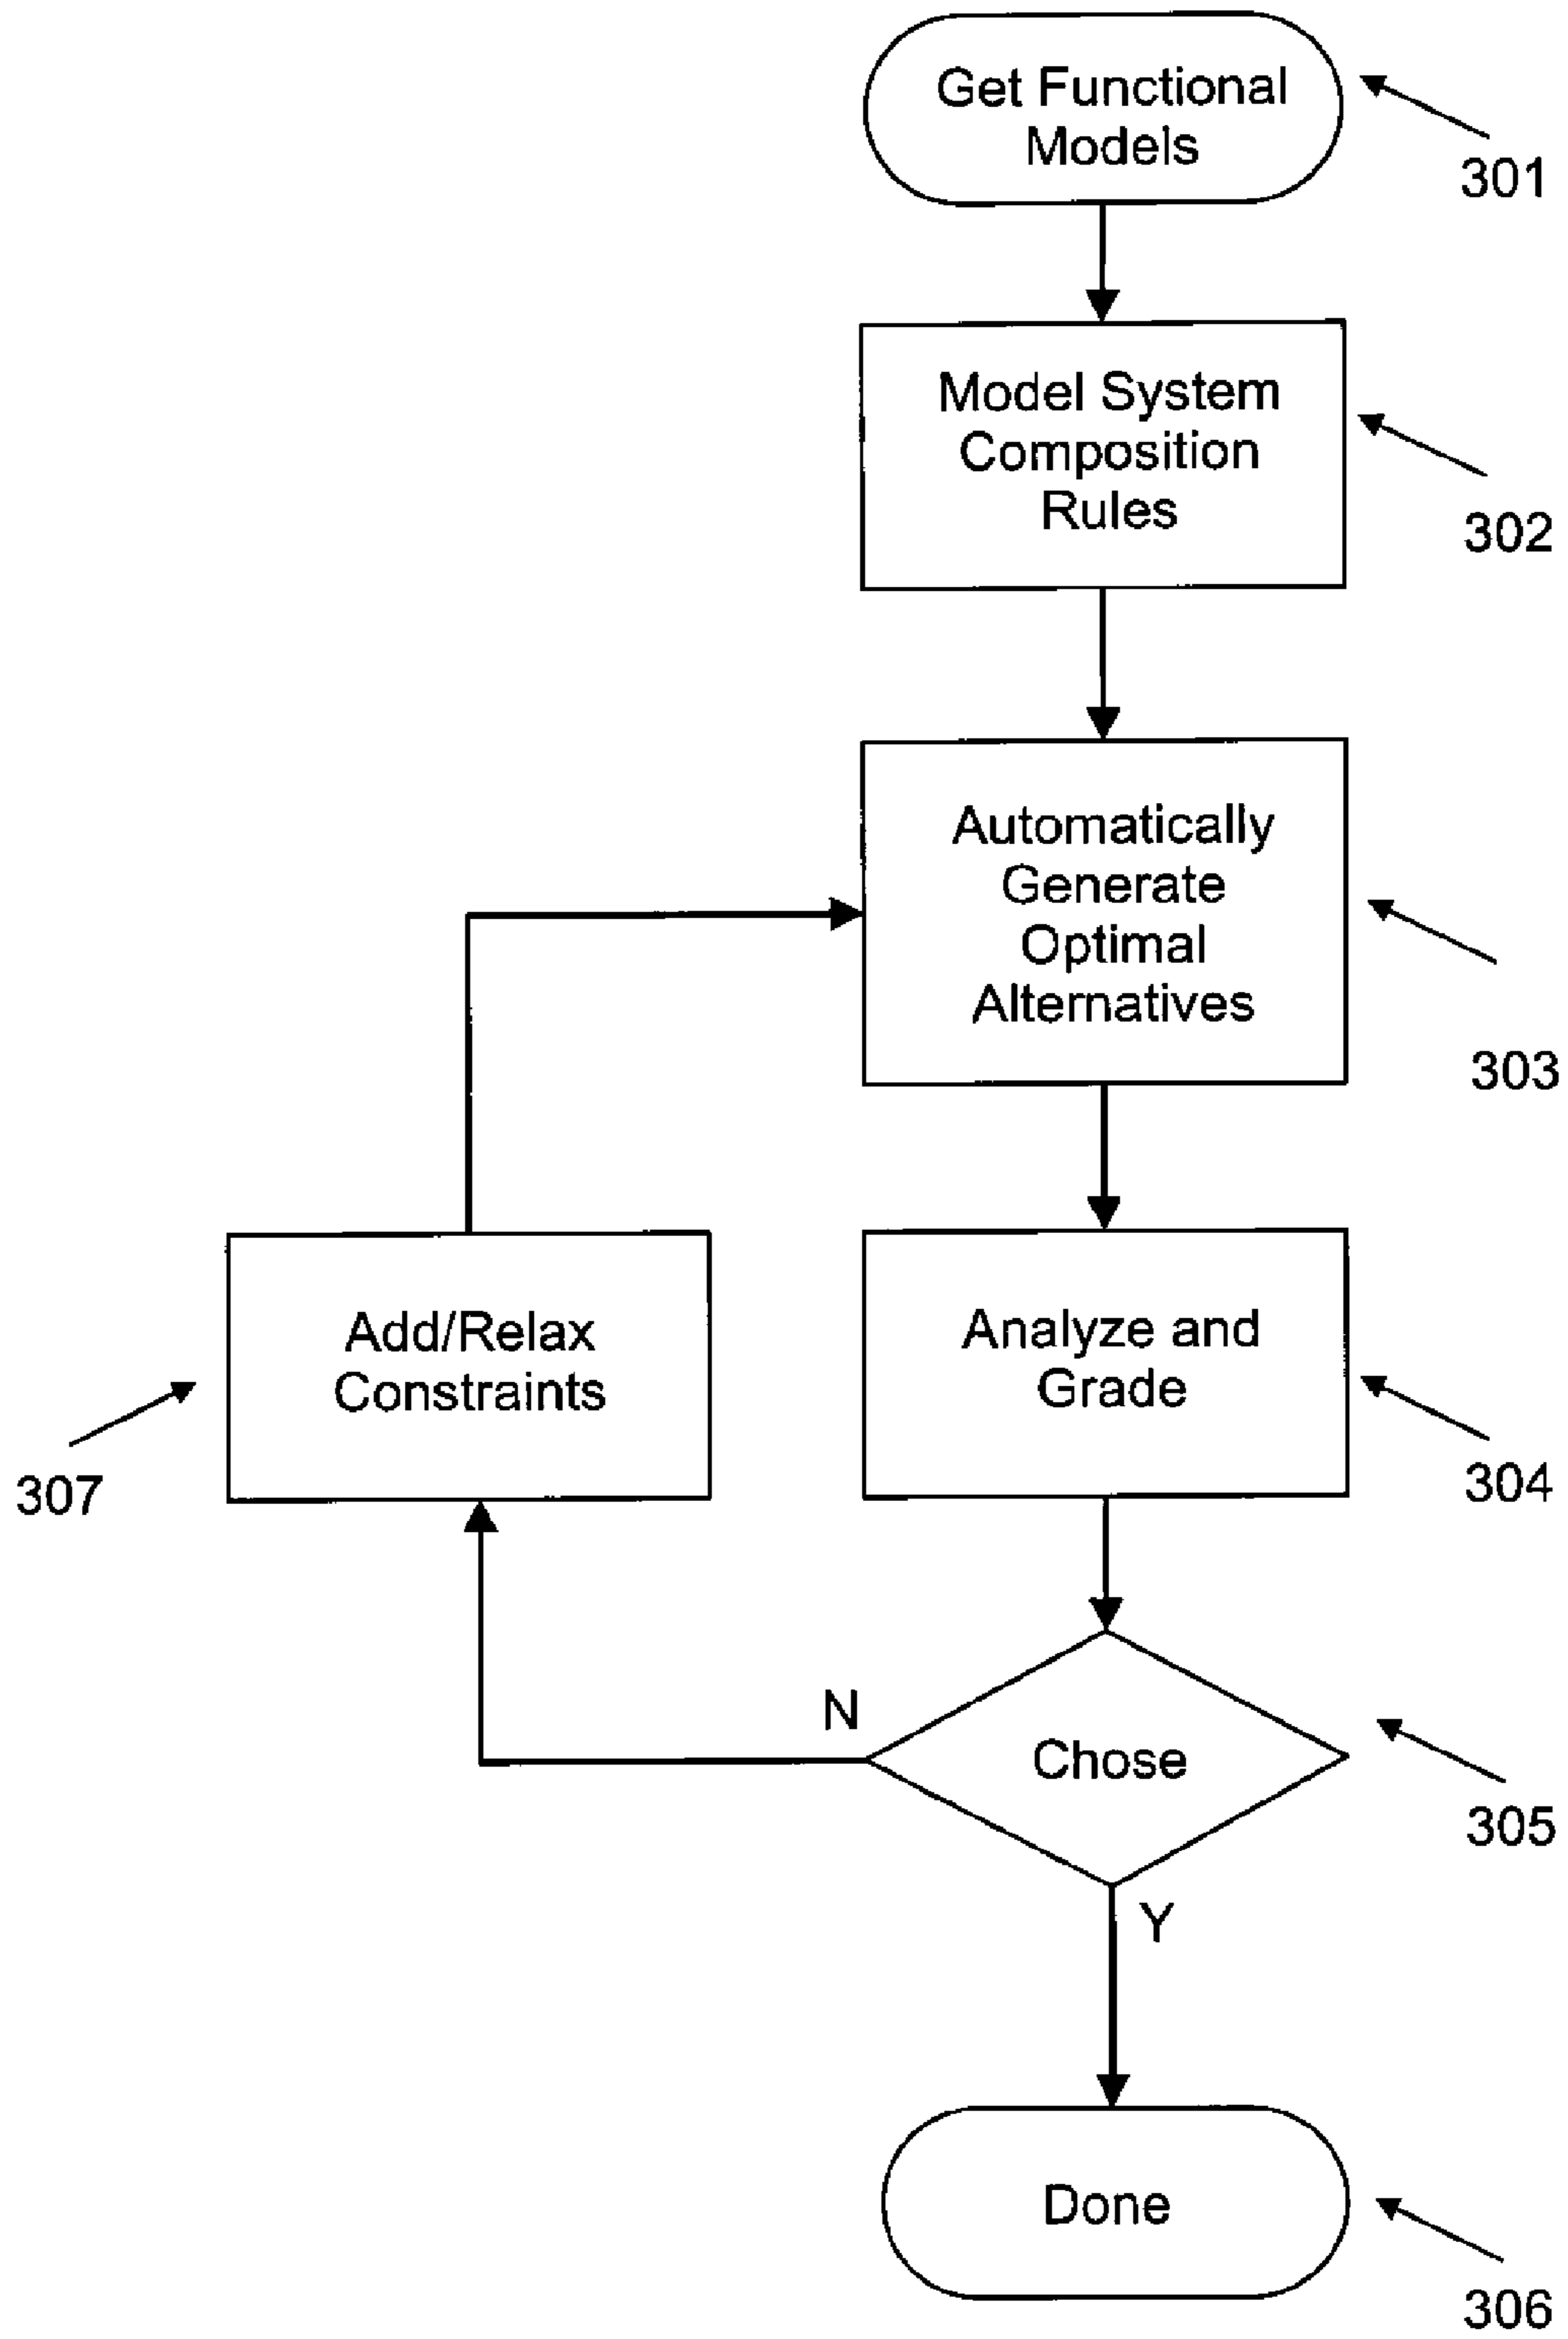 Get Functional
Models
301
Model System
Composition
Rules
302
Automatically
Generate
Optimal
Alternatives
303
Add/Relax
Constraints
307
Analyze and
Grade
304
N
Chose
305
Y
Done
306